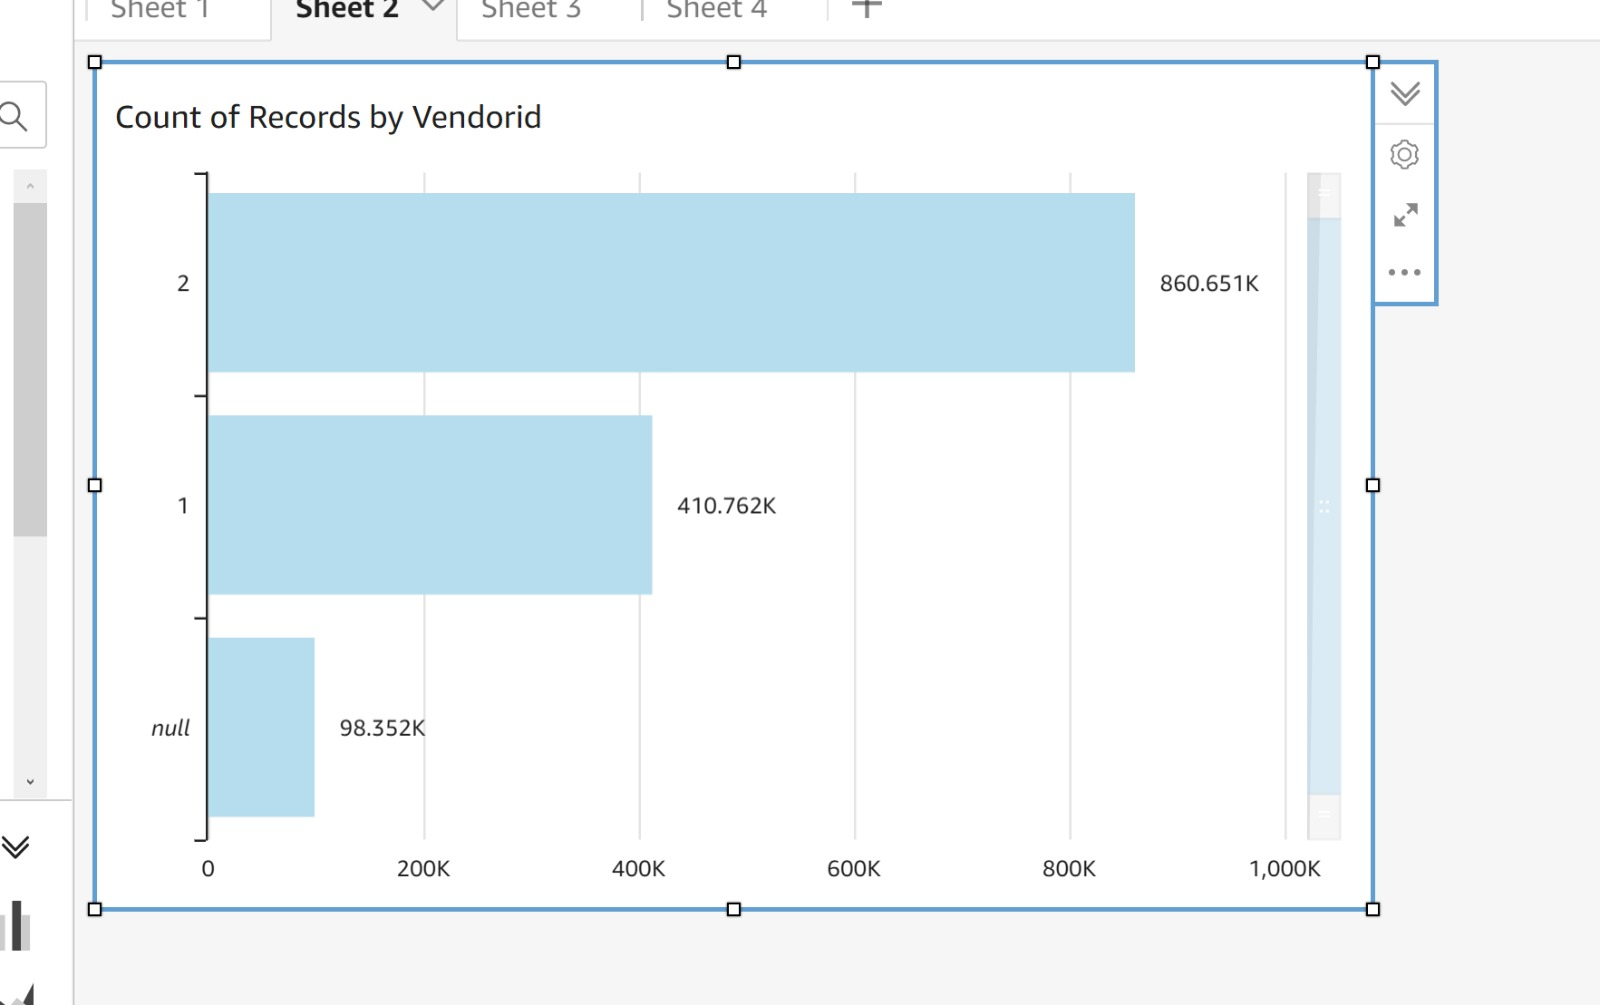 Sheet 1 Sheet 2 Sheet 3 Sheet 4
Count of Records by Vendorid
2 860.651K
1 410.762K
null 98.352K
0 200K 400K 600K 800K 1,000K